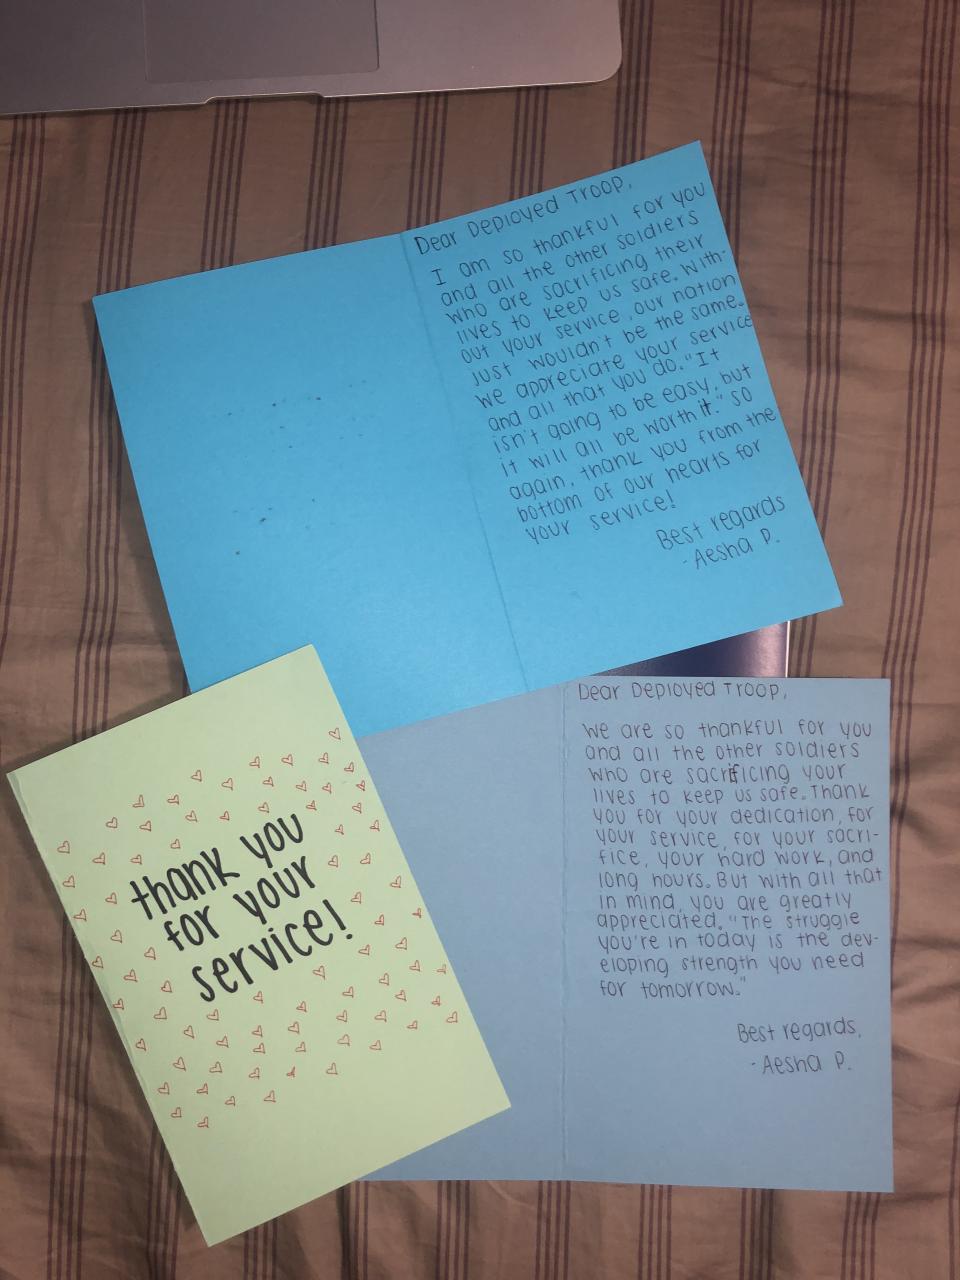 Dear Deployed Troop,
I am so thankful for you
and all the other soldiers
who are sacrificing their
lives to keep us safe. With-
out your service, our nation
just wouldn't be the same.
We appreciate your service
and all that you do. "It
isn't going to be easy, but
it will all be worth it." So
again, thank you from the
bottom of our hearts for
your service!
Best regards
- Aesha P.
thank you
for your
service!
Dear Deployed Troop,
We are so thankful for you
and all the other soldiers
who are sacrificing your
lives to keep us safe. Thank
you for your dedication, for
your service, for your sacri-
fice, your hard work, and
long hours. But with all that
in mind, you are greatly
appreciated. "The struggle
you're in today is the dev-
eloping strength you need
for tomorrow."
Best regards,
- Aesha P.